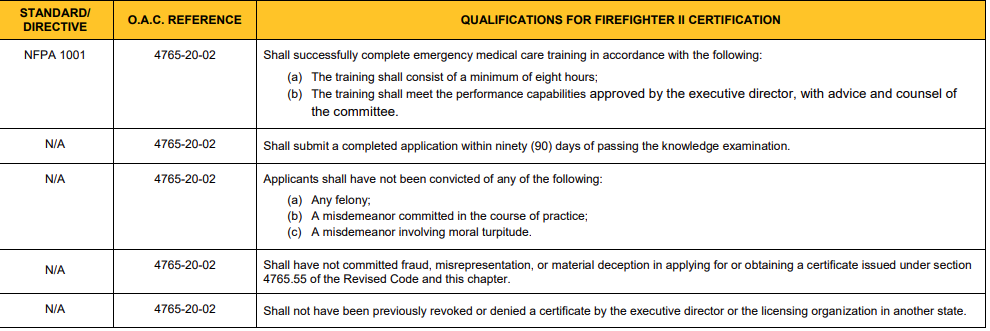 STANDARD/
DIRECTIVE
O.A.C. REFERENCE
QUALIFICATIONS FOR FIREFIGHTER II CERTIFICATION
NFPA 1001
4765-20-02
Shall successfully complete emergency medical care training in accordance with the following:
(a) The training shall consist of a minimum of eight hours;
(b) The training shall meet the performance capabilities approved by the executive director, with advice and counsel of
the committee.
N/A
4765-20-02
Shall submit a completed application within ninety (90) days of passing the knowledge examination.
N/A
4765-20-02
Applicants shall have not been convicted of any of the following:
(a) Any felony;
(b) A misdemeanor committed in the course of practice;
(c) A misdemeanor involving moral turpitude.
N/A
4765-20-02
Shall have not committed fraud, misrepresentation, or material deception in applying for or obtaining a certificate issued under section
4765.55 of the Revised Code and this chapter.
N/A
4765-20-02
Shall not have been previously revoked or denied a certificate by the executive director or the licensing organization in another state.